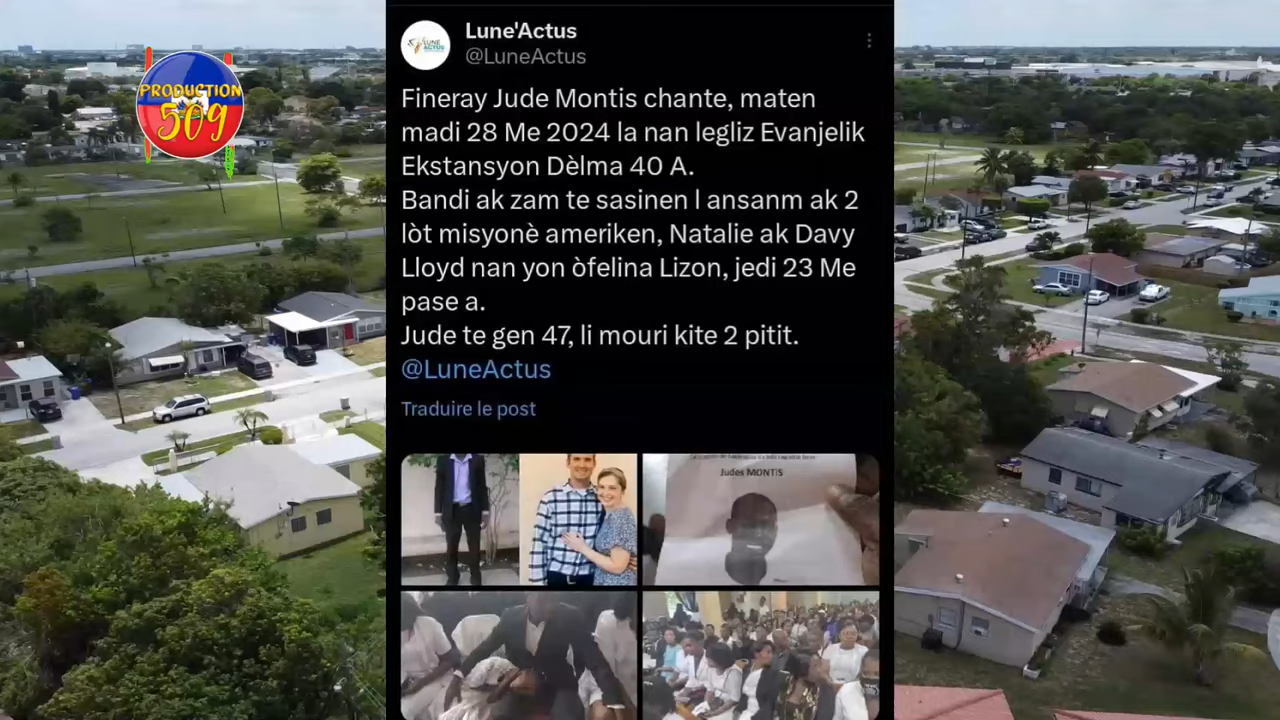 PRODUCTION
509
LUNE
ACTUS
Lune'Actus
@LuneActus
Fineray Jude Montis chante, maten
madi 28 Me 2024 la nan legliz Evanjelik
Ekstansyon Dèlma 40 A.
Bandi ak zam te sasinen l ansanm ak 2
lòt misyonè ameriken, Natalie ak Davy
Lloyd nan yon òfelina Lizon, jedi 23 Me
pase a.
Jude te gen 47, li mouri kite 2 pitit.
@LuneActus
Traduire le post
Judes MONTIS